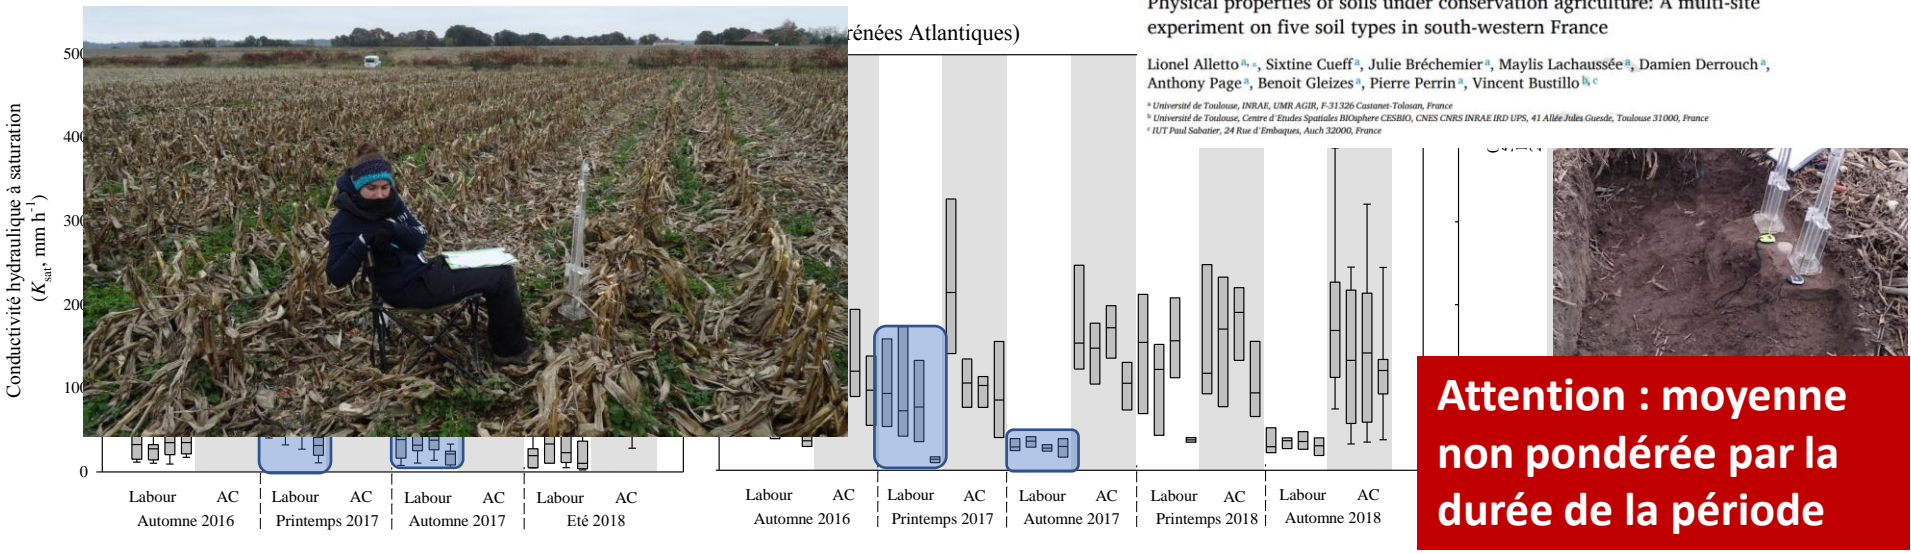 rénées Atlantiques)
Physical properties of soils under conservation agriculture: A multi-site
experiment on five soil types in south-western France
Lionel Alletto a,*, Sixtine Cueff a, Julie Bréchemier a, Maylis Lachaussée a, Damien Derrouch a,
Anthony Page a, Benoit Gleizes a, Pierre Perrin a, Vincent Bustillo b, c
a Université de Toulouse, INRAE, UMR AGIR, F-31326 Castanet-Tolosan, France
b Université de Toulouse, Centre d'Etudes Spatiales BIOsphere CESBIO, CNES CNRS INRAE IRD UPS, 41 Allée Jules Guesde, Toulouse 31000, France
c IUT Paul Sabatier, 24 Rue d'Embaques, Auch 32000, France
Conductivité hydraulique à saturation
(Ksat, mm h-1)
500
400
300
200
100
0
Labour AC Labour AC Labour AC Labour AC
Automne 2016 Printemps 2017 Automne 2017 Eté 2018
Labour AC Labour AC Labour AC Labour AC Labour AC
Automne 2016 Printemps 2017 Automne 2017 Printemps 2018 Automne 2018
Attention : moyenne
non pondérée par la
durée de la période